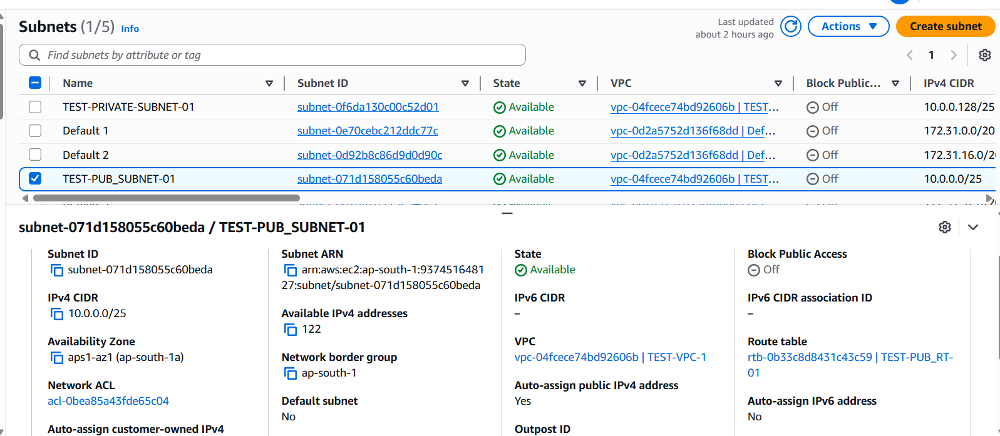 Subnets (1/5) Info
Last updated
about 2 hours ago
Actions
Create subnet
Find subnets by attribute or tag
1
Name Subnet ID State VPC Block Public... IPv4 CIDR
TEST-PRIVATE-SUBNET-01 subnet-0f6da130c00c52d01 Available vpc-04fcece74bd92606b | TEST... Off 10.0.0.128/25
Default 1 subnet-0e70cebc212ddc77c Available vpc-0d2a5752d136f68dd | Def... Off 172.31.0.0/20
Default 2 subnet-0d92b8c86d9d0d90c Available vpc-0d2a5752d136f68dd | Def... Off 172.31.16.0/20
TEST-PUB_SUBNET-01 subnet-071d158055c60beda Available vpc-04fcece74bd92606b | TEST... Off 10.0.0.0/25
subnet-071d158055c60beda / TEST-PUB_SUBNET-01
Subnet ID
subnet-071d158055c60beda
IPv4 CIDR
10.0.0.0/25
Availability Zone
aps1-az1 (ap-south-1a)
Network ACL
acl-0bea85a43fde65c04
Auto-assign customer-owned IPv4
Subnet ARN
arn:aws:ec2:ap-south-1:9374516481
27:subnet/subnet-071d158055c60beda
Available IPv4 addresses
122
Network border group
ap-south-1
Default subnet
No
State
Available
IPv6 CIDR
–
VPC
vpc-04fcece74bd92606b | TEST-VPC-1
Auto-assign public IPv4 address
Yes
Outpost ID
Block Public Access
Off
IPv6 CIDR association ID
–
Route table
rtb-0b33c8d8431c43c59 | TEST-PUB_RT-
01
Auto-assign IPv6 address
No